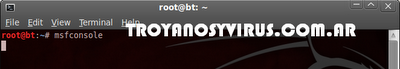 root@bt: ~
File Edit View Terminal Help
root@bt:~# msfconsole
TROYANOSYVIRUS.COM.AR